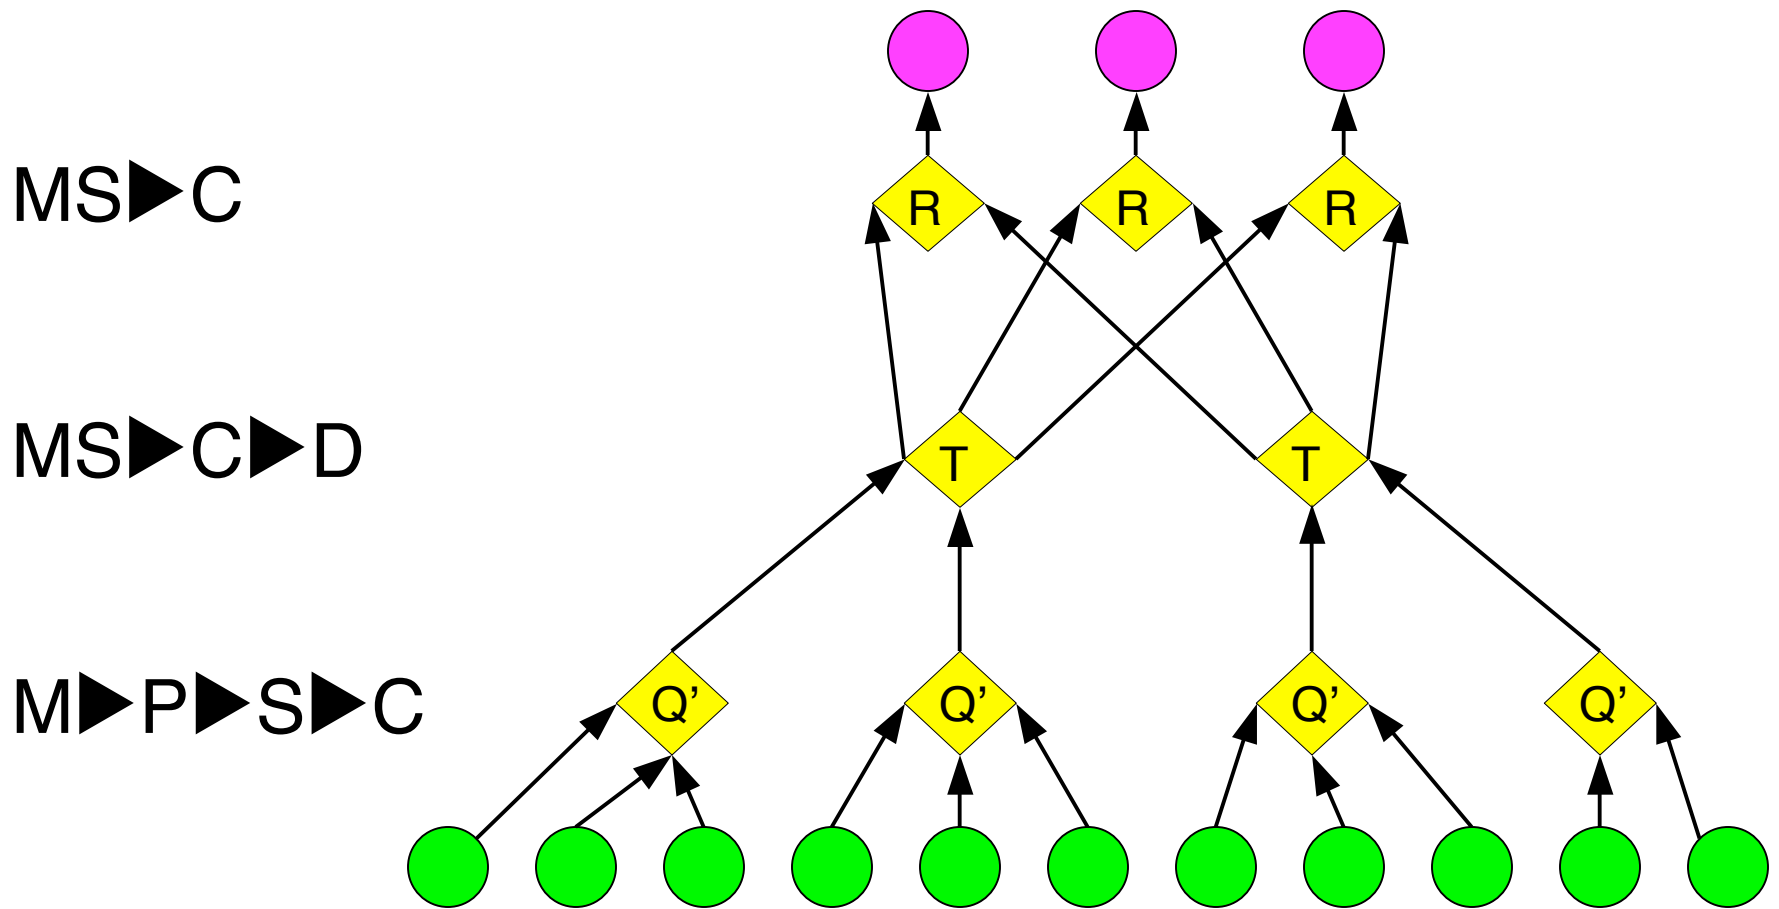 MS▶C
R R R
MS▶C▶D
T T
M▶P▶S▶C
Q’ Q’ Q’ Q’